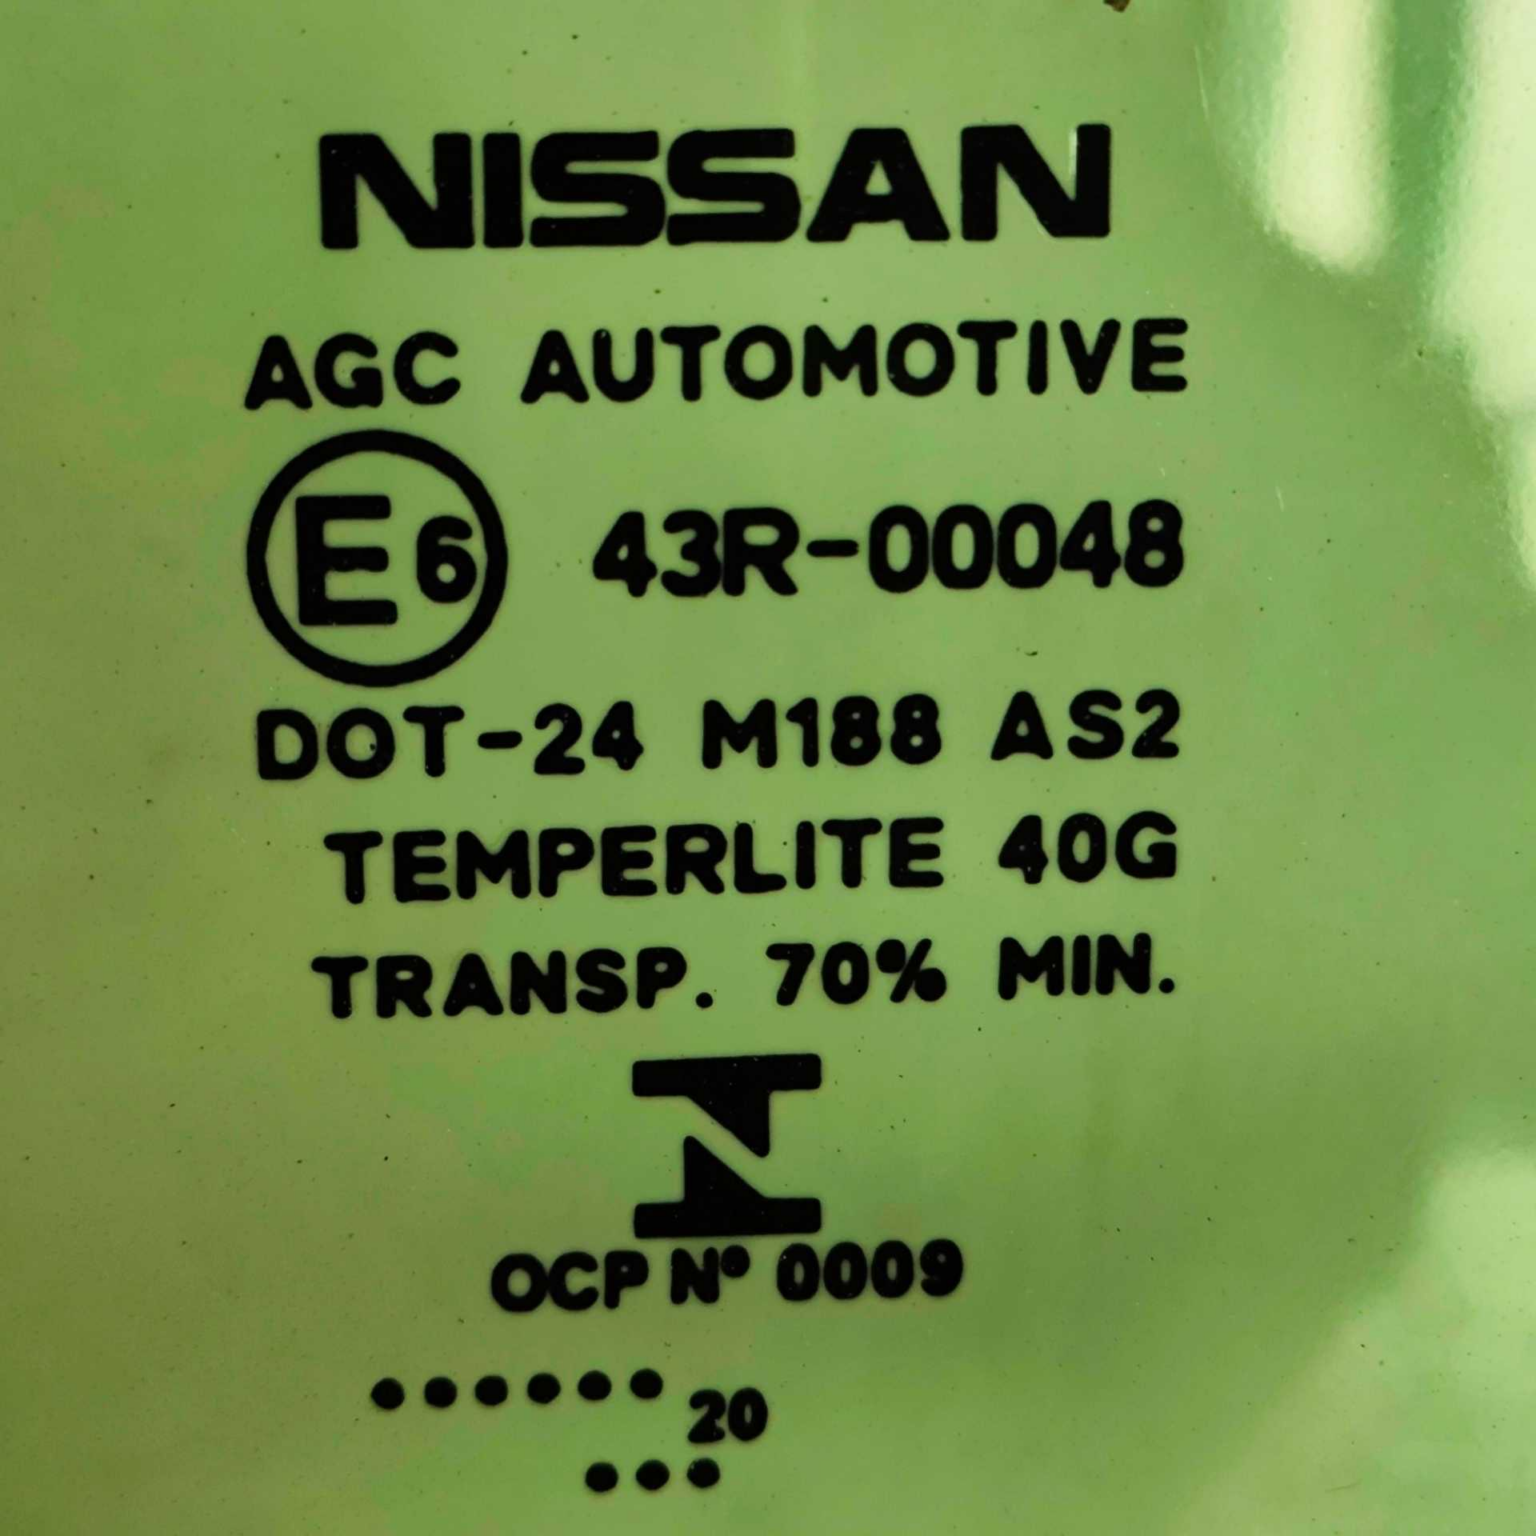 NISSAN
AGC AUTOMOTIVE
E6 43R-00048
DOT-24 M188 AS2
TEMPERLITE 40G
TRANSP. 70% MIN.
OCP Nº 0009
20